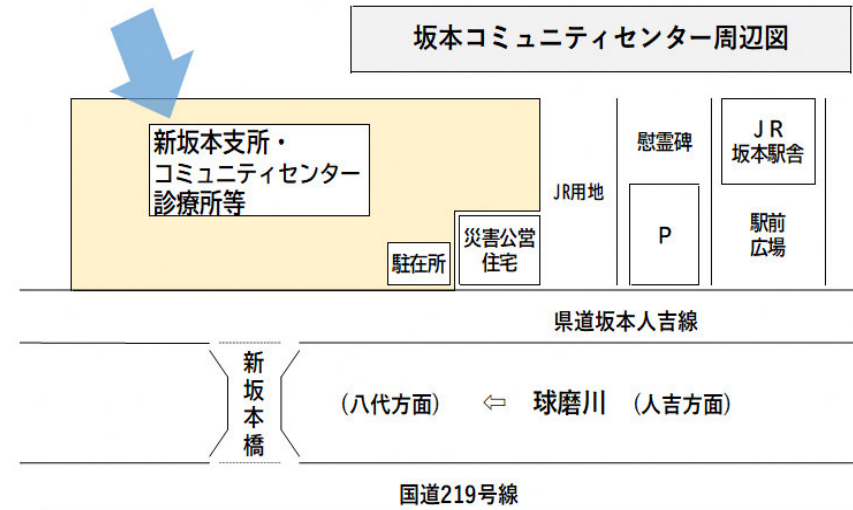 坂本コミュニティセンター周辺図
新坂本支所・
コミュニティセンター
診療所等
駐在所
災害公営
住宅
JR用地
慰霊碑
P
JR
坂本駅舎
駅前
広場
県道坂本人吉線
新坂本橋
(八代方面) ⇦ 球磨川 (人吉方面)
国道219号線